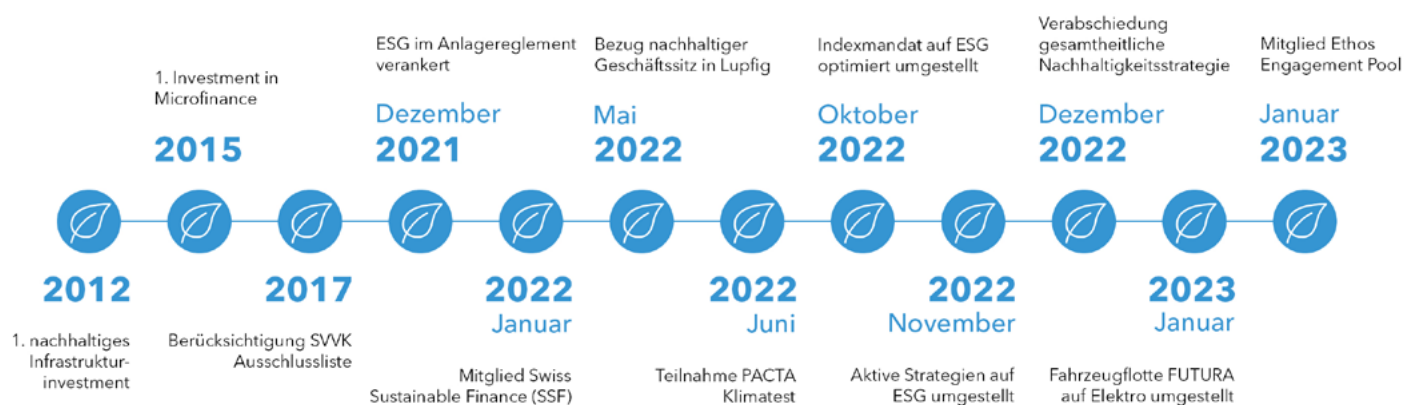 2012
1. nachhaltiges
Infrastruktur-
investment
1. Investment in
Microfinance
2015
2017
Berücksichtigung SVVK
Ausschlussliste
ESG im Anlagereglement
verankert
Dezember
2021
2022
Januar
Mitglied Swiss
Sustainable Finance (SSF)
Bezug nachhaltiger
Geschäftssitz in Lupfig
Mai
2022
2022
Juni
Teilnahme PACTA
Klimatest
Indexmandat auf ESG
optimiert umgestellt
Oktober
2022
2022
November
Aktive Strategien auf
ESG umgestellt
Verabschiedung
gesamtheitliche
Nachhaltigkeitsstrategie
Dezember
2022
2023
Januar
Fahrzeugflotte FUTURA
auf Elektro umgestellt
Mitglied Ethos
Engagement Pool
Januar
2023